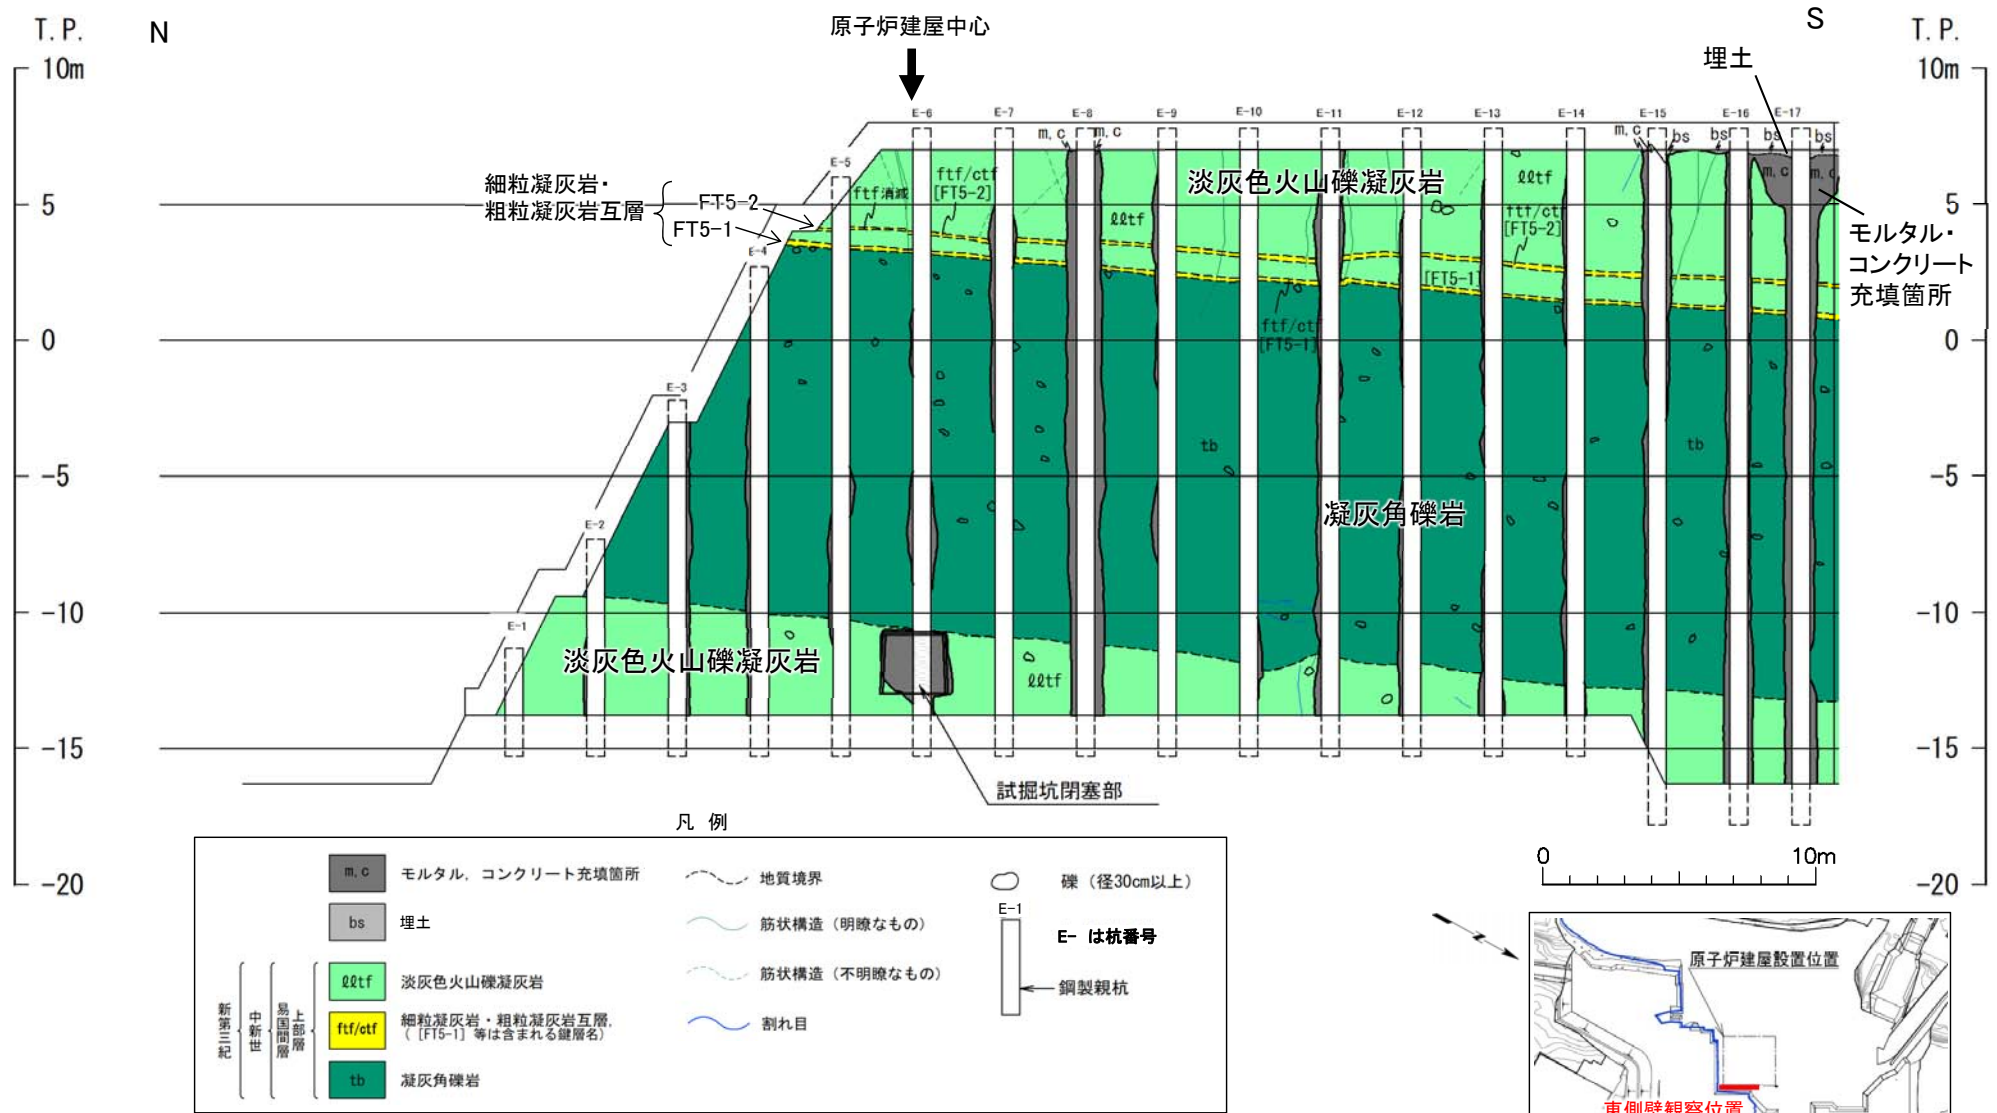 T.P.
N
原子炉建屋中心
S
T.P.
10m
埋土
10m
E-6
E-7
E-8
E-9
E-10
E-11
E-12
E-13
E-14
E-15
E-16
E-17
m, c
m, c
m, c
bs
bs
bs
bs
E-5
細粒凝灰岩・
粗粒凝灰岩互層
FT5-2
FT5-1
ftf消滅
ftf/ctf
[FT5-2]
淡灰色火山礫凝灰岩
ℓℓtf
ℓℓtf
ftf/ctf
[FT5-2]
m, c
m, c
5
5
モルタル・
コンクリート
充填箇所
E-4
[FT5-1]
ftf/ctf
[FT5-1]
0
0
E-3
tb
tb
-5
-5
凝灰角礫岩
E-2
-10
-10
E-1
淡灰色火山礫凝灰岩
ℓℓtf
-15
-15
試掘坑閉塞部
凡 例
-20
-20
0
10m
m, c
モルタル，コンクリート充填箇所
bs
埋土
新第三紀
中新世
易国間層
上部層
ℓℓtf
淡灰色火山礫凝灰岩
ftf/ctf
細粒凝灰岩・粗粒凝灰岩互層，
（［FT5-1］等は含まれる鍵層名）
tb
凝灰角礫岩
地質境界
筋状構造（明瞭なもの）
筋状構造（不明瞭なもの）
割れ目
礫（径30cm以上）
E-1
E- は杭番号
鋼製親杭
N
原子炉建屋設置位置
東側壁観察位置